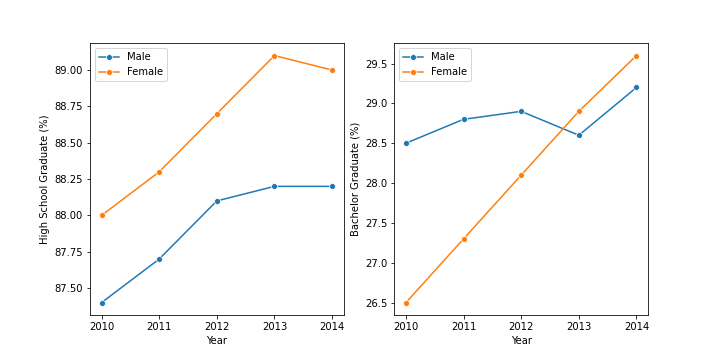 Male
Female
High School Graduate (%)
89.00
88.75
88.50
88.25
88.00
87.75
87.50
2010 2011 2012 2013 2014
Year
Male
Female
Bachelor Graduate (%)
29.5
29.0
28.5
28.0
27.5
27.0
26.5
2010 2011 2012 2013 2014
Year